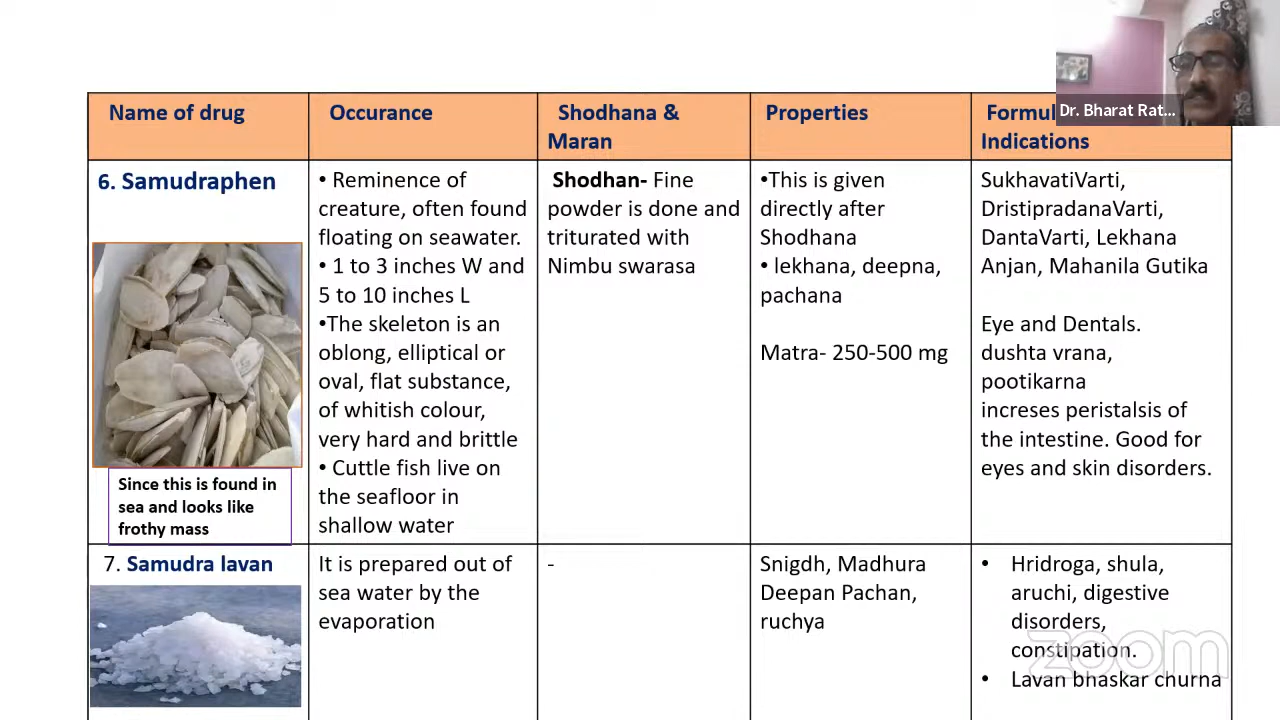 Dr. Bharat Rat...
Name of drug
Occurance
Shodhana &
Maran
Properties
Formul
Indications
6. Samudraphen
Since this is found in
sea and looks like
frothy mass
• Reminence of
creature, often found
floating on seawater.
• 1 to 3 inches W and
5 to 10 inches L
•The skeleton is an
oblong, elliptical or
oval, flat substance,
of whitish colour,
very hard and brittle
• Cuttle fish live on
the seafloor in
shallow water
Shodhan- Fine
powder is done and
triturated with
Nimbu swarasa
•This is given
directly after
Shodhana
• lekhana, deepna,
pachana
Matra- 250-500 mg
SukhavatiVarti,
DristipradanaVarti,
DantaVarti, Lekhana
Anjan, Mahanila Gutika
Eye and Dentals.
dushta vrana,
pootikarna
increses peristalsis of
the intestine. Good for
eyes and skin disorders.
7. Samudra lavan
It is prepared out of
sea water by the
evaporation
-
Snigdh, Madhura
Deepan Pachan,
ruchya
• Hridroga, shula,
aruchi, digestive
disorders,
constipation.
• Lavan bhaskar churna
zoom